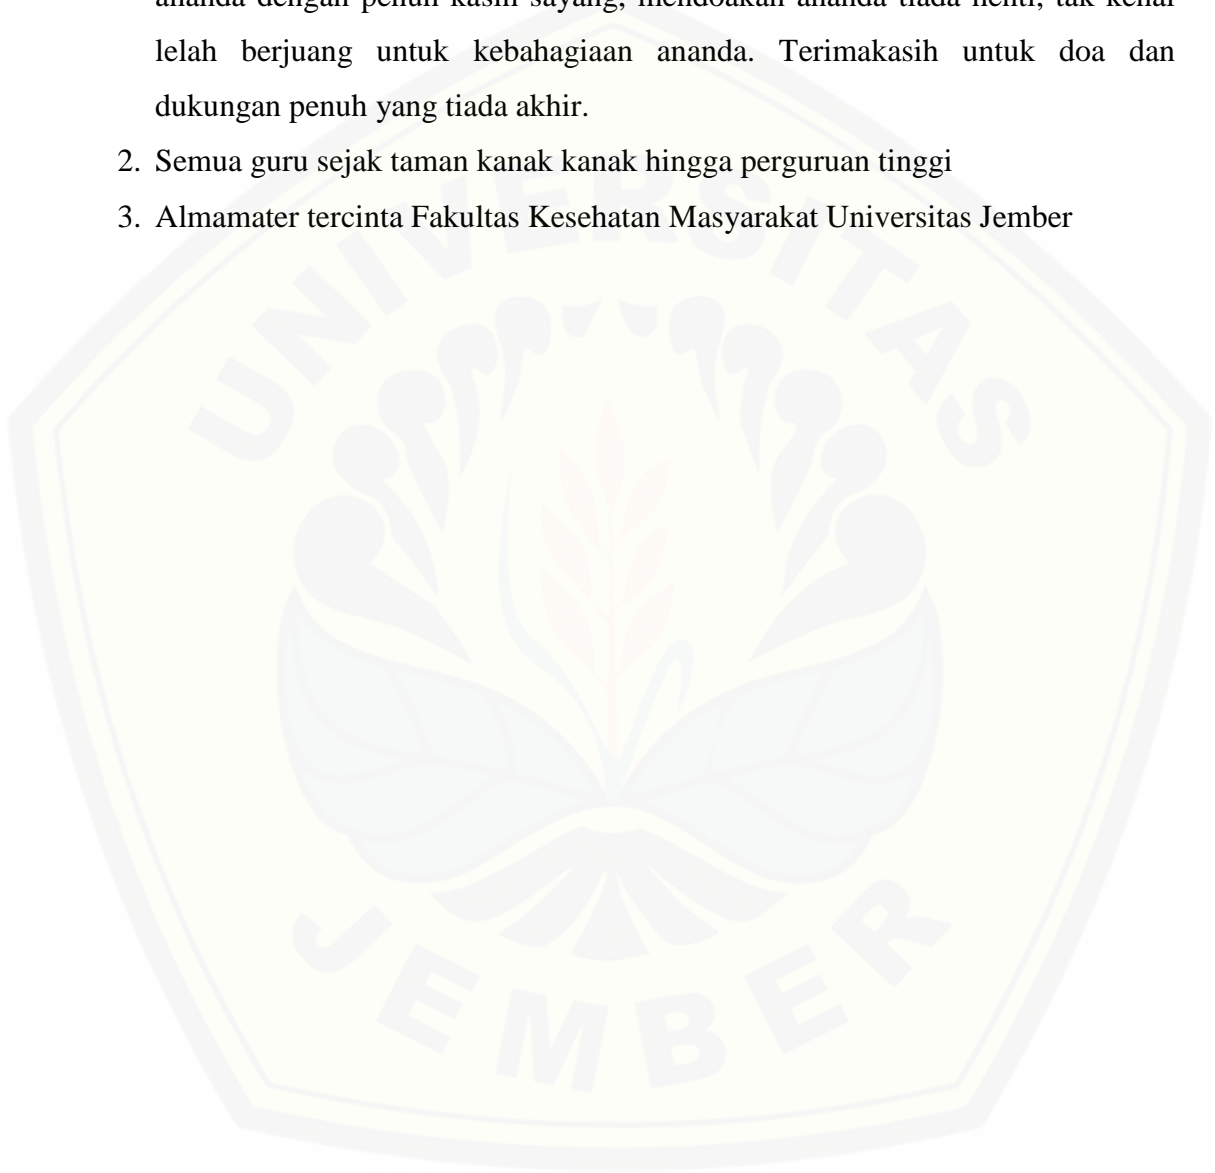 ananda dengan penuh kasih sayang, mendoakan ananda tiada henti, tak kenal
lelah berjuang untuk kebahagiaan ananda. Terimakasih untuk doa dan
dukungan penuh yang tiada akhir.
2. Semua guru sejak taman kanak kanak hingga perguruan tinggi
3. Almamater tercinta Fakultas Kesehatan Masyarakat Universitas Jember
UNIVERSITAS
JEMBER